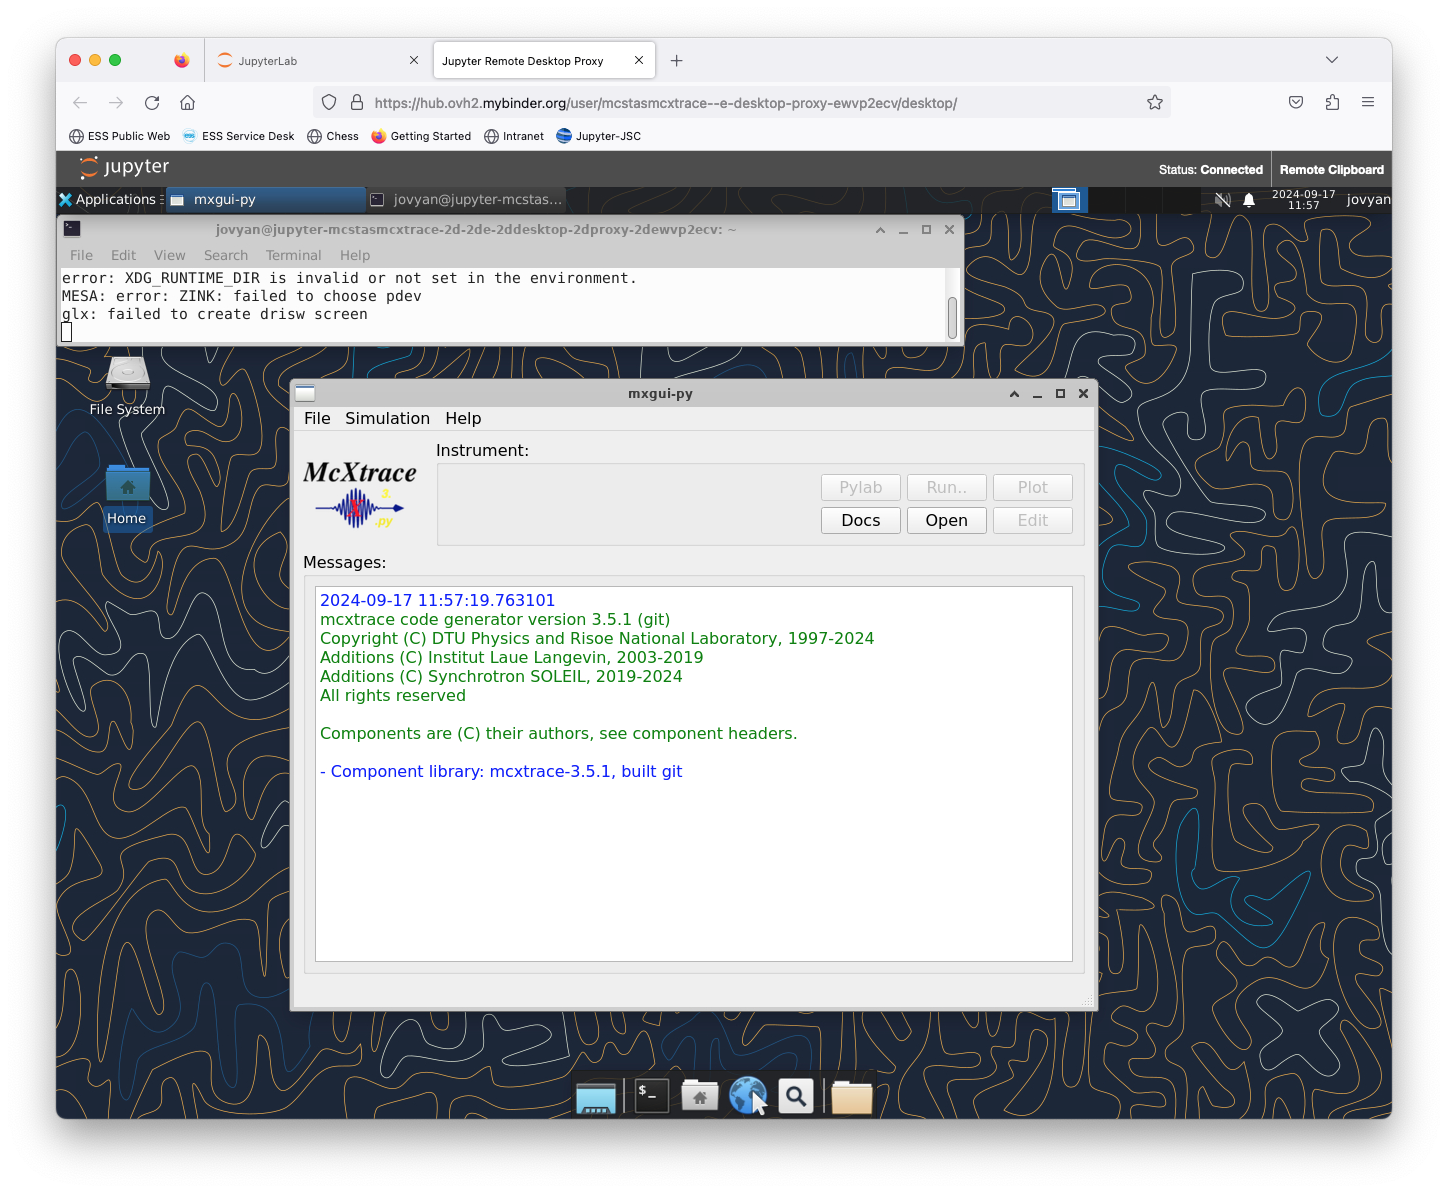 JupyterLab
Jupyter Remote Desktop Proxy
https://hub.ovh2.mybinder.org/user/mcstasmcxtrace--e-desktop-proxy-ewvp2ecv/desktop/
ESS Public Web
ESS Service Desk
Chess
Getting Started
Intranet
Jupyter-JSC
jupyter
Status: Connected
Remote Clipboard
Applications
mxgui-py
jovyan@jupyter-mcstas...
2024-09-17
11:57
jovyan
jovyan@jupyter-mcstasmcxtrace-2d-2de-2ddesktop-2dproxy-2dewvp2ecv: ~
File Edit View Search Terminal Help
error: XDG_RUNTIME_DIR is invalid or not set in the environment.
MESA: error: ZINK: failed to choose pdev
glx: failed to create drisw screen
File System
Home
mxgui-py
File Simulation Help
Instrument:
McXtrace
3.
X
.py
Pylab Run.. Plot
Docs Open Edit
Messages:
2024-09-17 11:57:19.763101
mcxtrace code generator version 3.5.1 (git)
Copyright (C) DTU Physics and Risoe National Laboratory, 1997-2024
Additions (C) Institut Laue Langevin, 2003-2019
Additions (C) Synchrotron SOLEIL, 2019-2024
All rights reserved
Components are (C) their authors, see component headers.
- Component library: mcxtrace-3.5.1, built git
$_